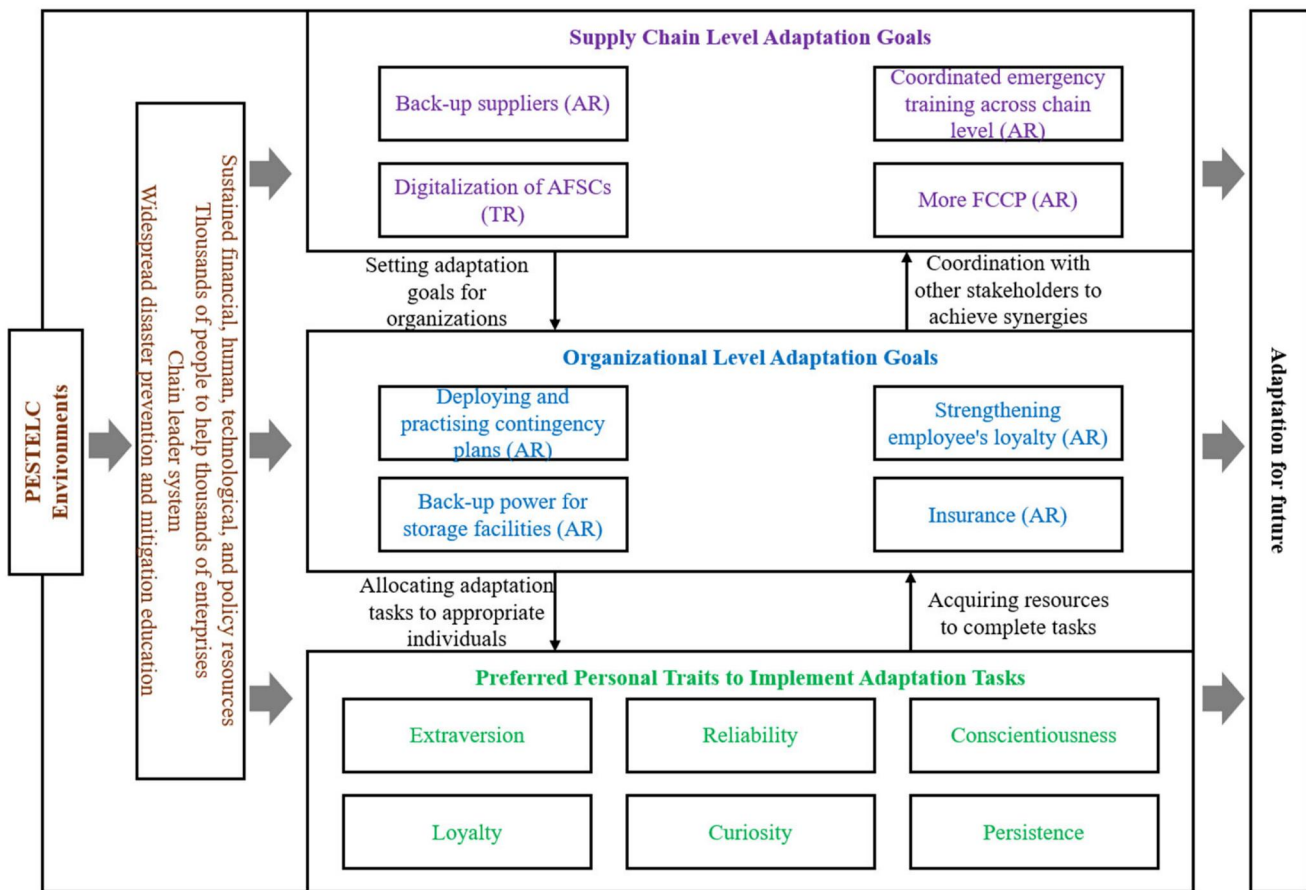 PESTELC
Environments
Sustained financial, human, technological, and policy resources
Thousands of people to help thousands of enterprises
Chain leader system
Widespread disaster prevention and mitigation education
Supply Chain Level Adaptation Goals
Back-up suppliers (AR)
Coordinated emergency
training across chain
level (AR)
Digitalization of AFSCs
(TR)
More FCCP (AR)
Setting adaptation
goals for
organizations
Coordination with
other stakeholders to
achieve synergies
Organizational Level Adaptation Goals
Deploying and
practising contingency
plans (AR)
Strengthening
employee's loyalty (AR)
Back-up power for
storage facilities (AR)
Insurance (AR)
Allocating adaptation
tasks to appropriate
individuals
Acquiring resources
to complete tasks
Preferred Personal Traits to Implement Adaptation Tasks
Extraversion
Reliability
Conscientiousness
Loyalty
Curiosity
Persistence
Adaptation for future